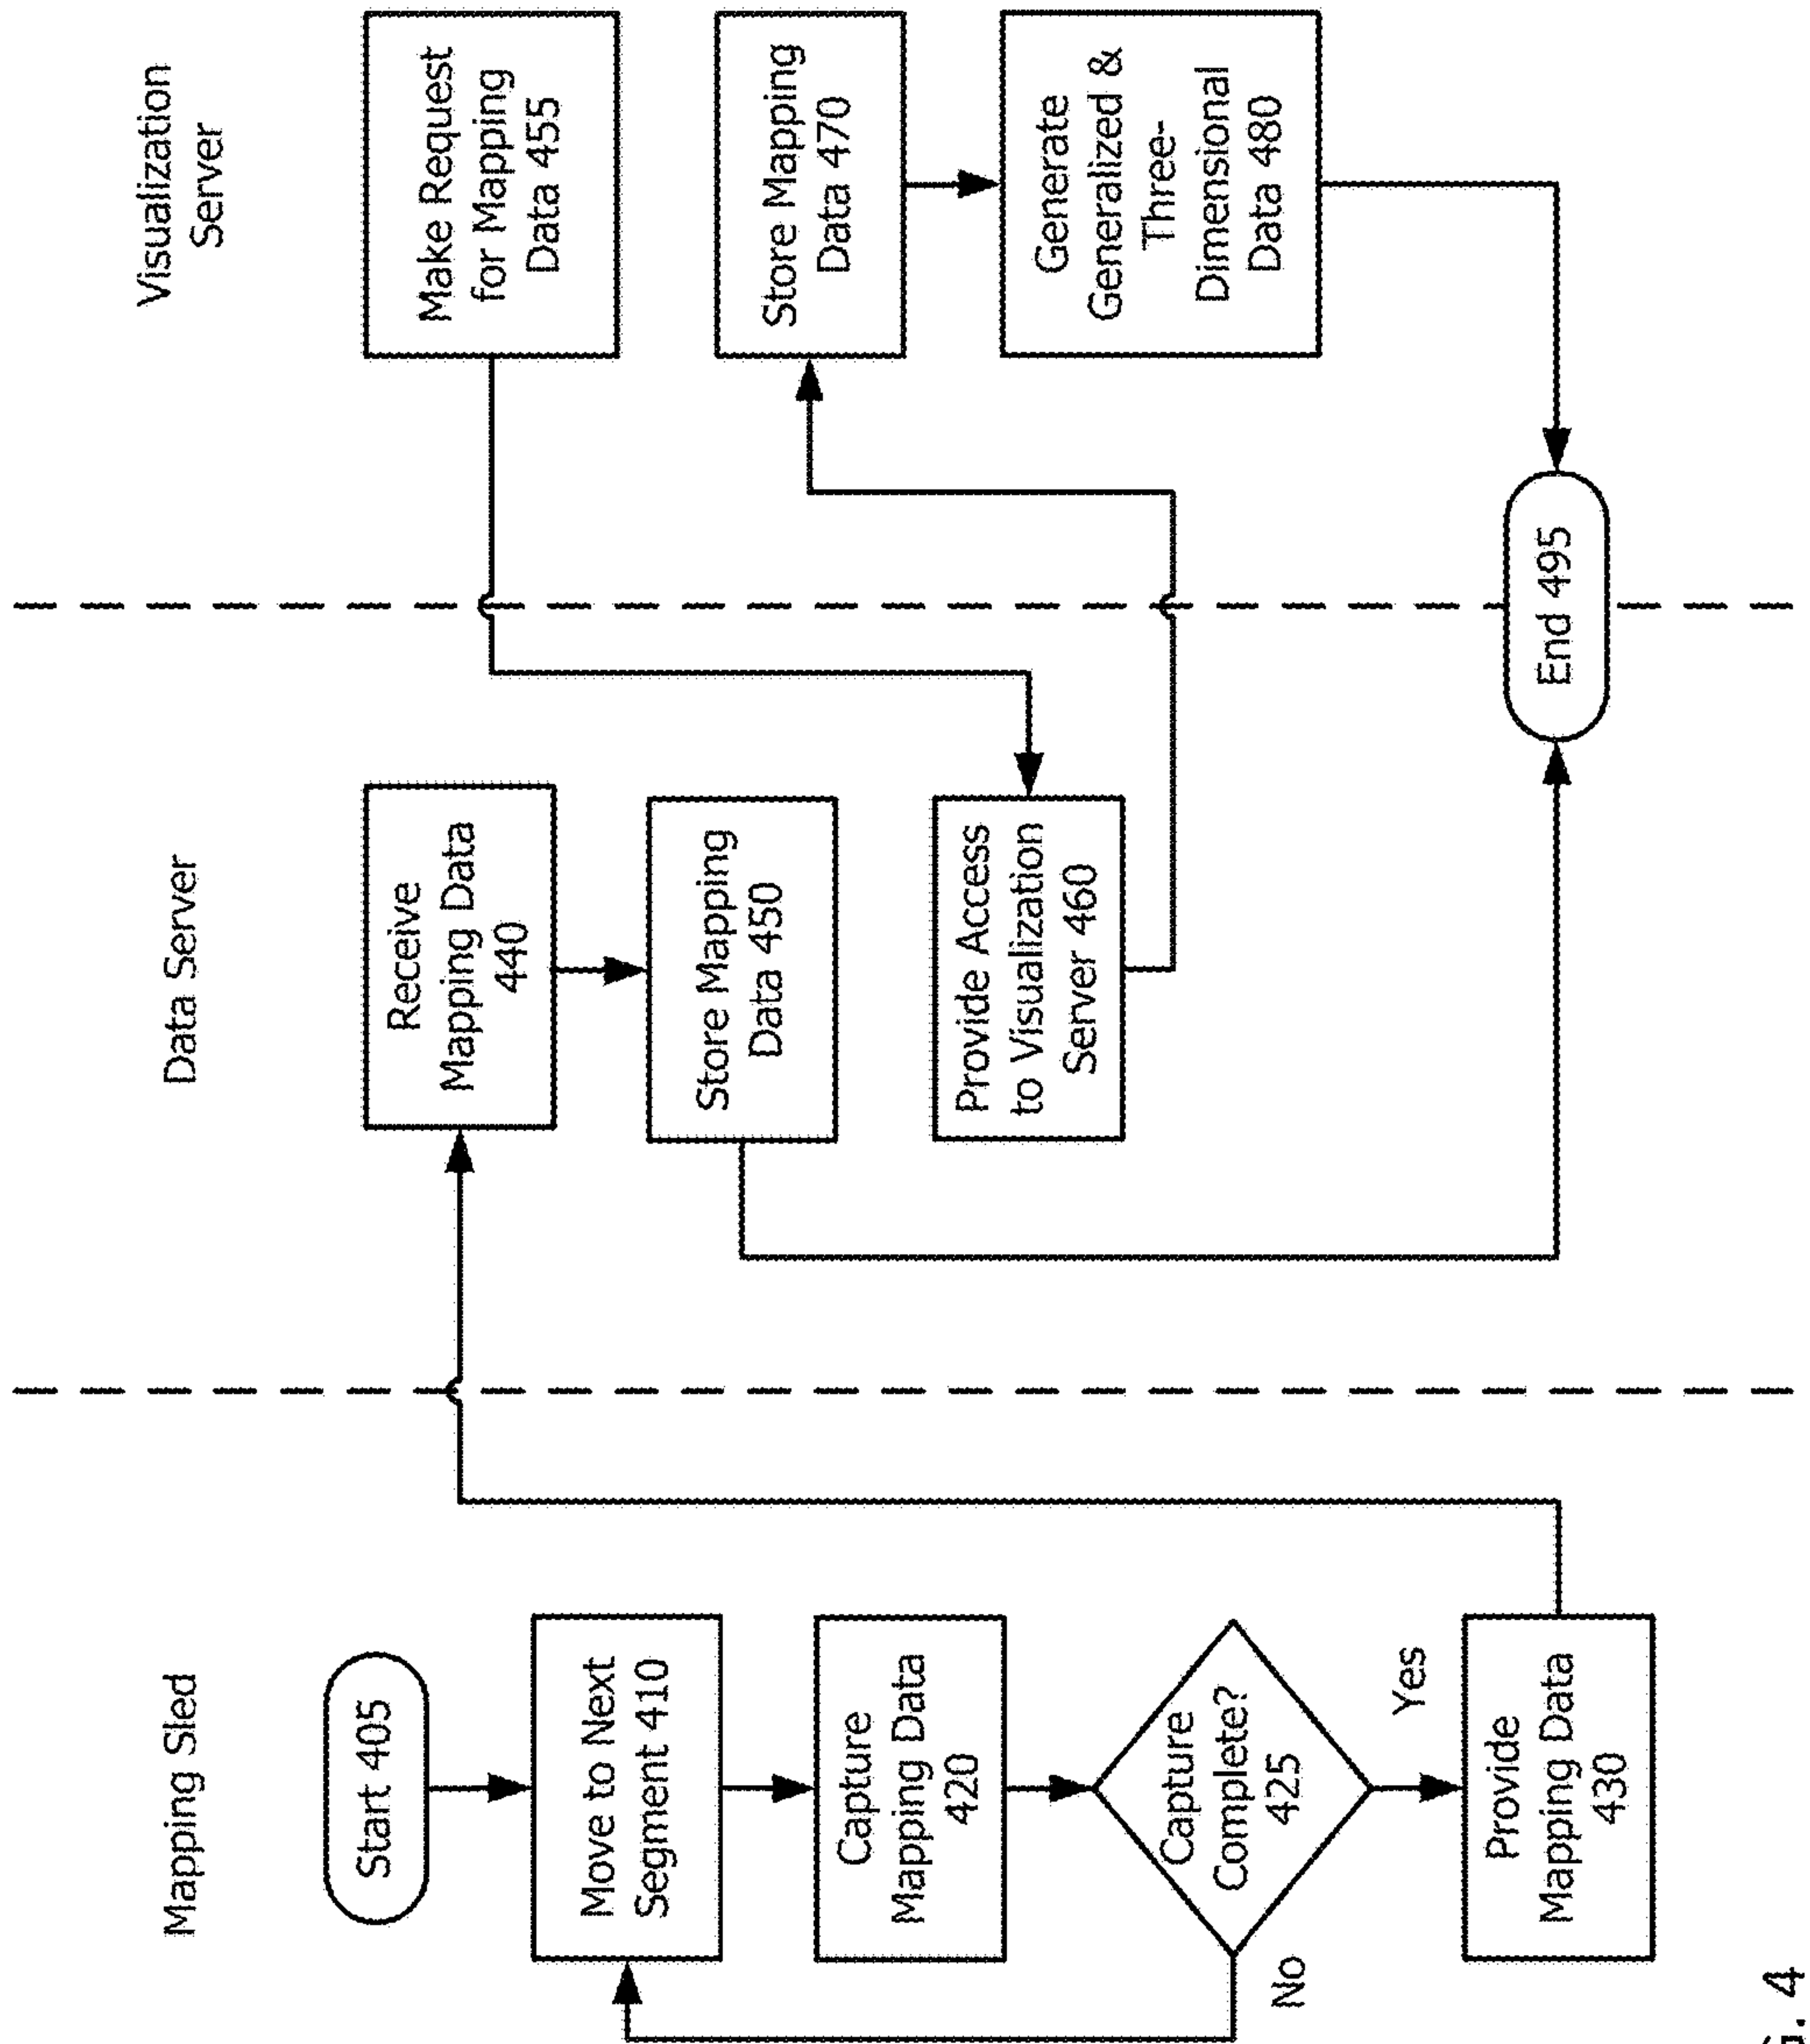 Mapping Sled
Start 405
Move to Next
Segment 410
Capture
Mapping Data
420
Capture
Complete?
425
No
Yes
Provide
Mapping Data
430
Data Server
Receive
Mapping Data
440
Store Mapping
Data 450
Provide Access
to Visualization
Server 460
Visualization
Server
Make Request
for Mapping
Data 455
Store Mapping
Data 470
Generate
Generalized &
Three-
Dimensional
Data 480
End 495
4